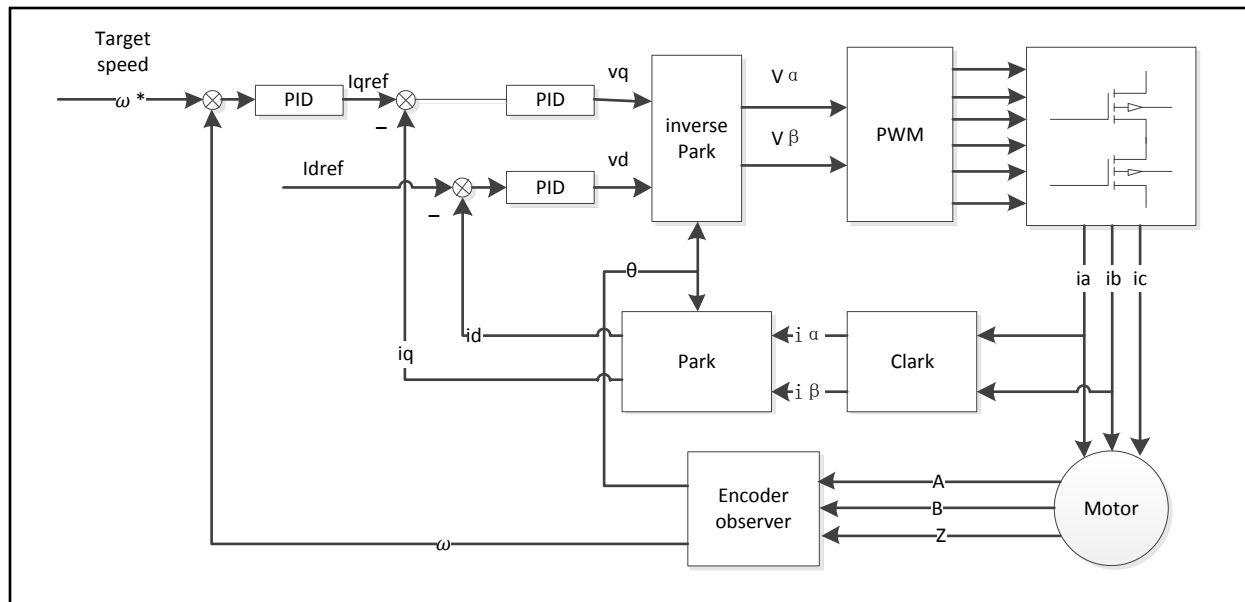 Target
speed
ω *
PID
Iqref
PID
vq
inverse
Park
V α
V β
PWM
Idref
PID
vd
–
–
θ
ia
ib
ic
id
iq
Park
i α
i β
Clark
Encoder
observer
A
B
Z
Motor
ω